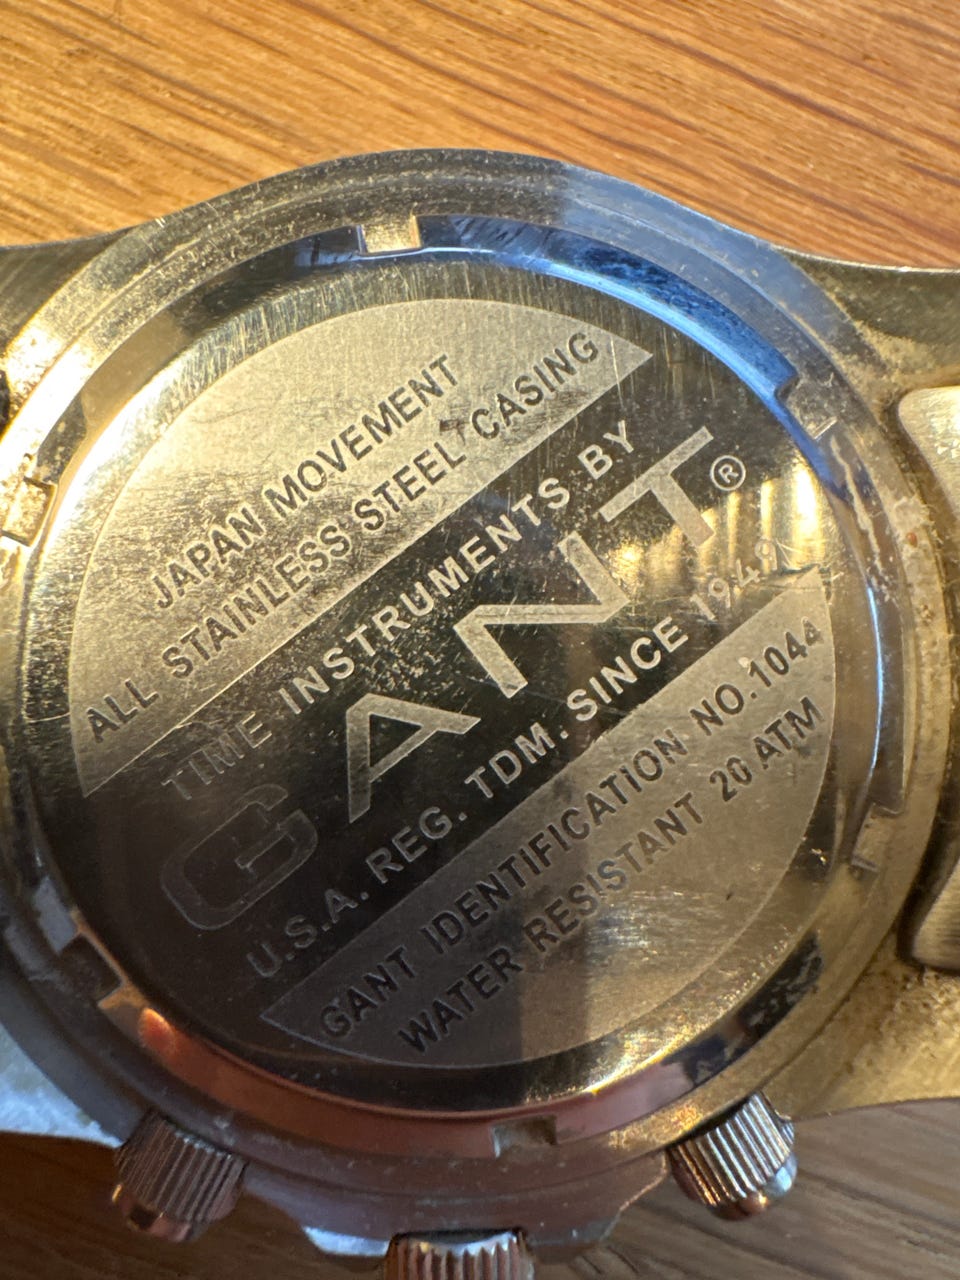 JAPAN MOVEMENT
ALL STAINLESS STEEL CASING
TIME INSTRUMENTS BY
GANT®
U.S.A. REG. TDM. SINCE 1949
GANT IDENTIFICATION NO.1044
WATER RESISTANT 20 ATM